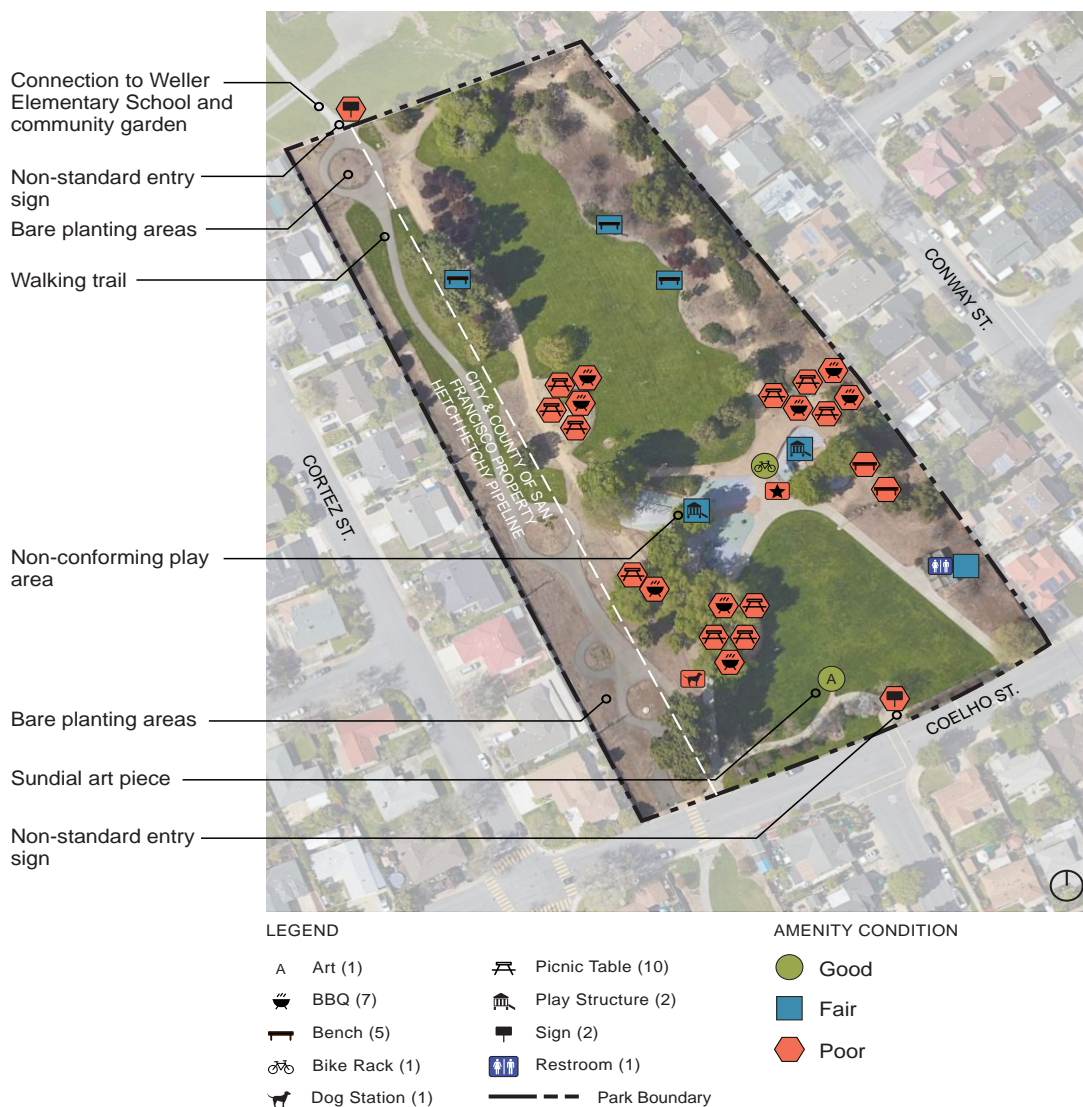 Connection to Weller
Elementary School and
community garden
Non-standard entry
sign
Bare planting areas
Walking trail
Non-conforming play
area
Bare planting areas
Sundial art piece
Non-standard entry
sign
CONWAY ST.
CORTEZ ST.
COELHO ST.
CITY & COUNTY OF SAN
FRANCISCO PROPERTY
HETCH HETCHY PIPELINE
A
LEGEND
A Art (1)
BBQ (7)
Bench (5)
Bike Rack (1)
Dog Station (1)
Picnic Table (10)
Play Structure (2)
Sign (2)
Restroom (1)
Park Boundary
AMENITY CONDITION
Good
Fair
Poor